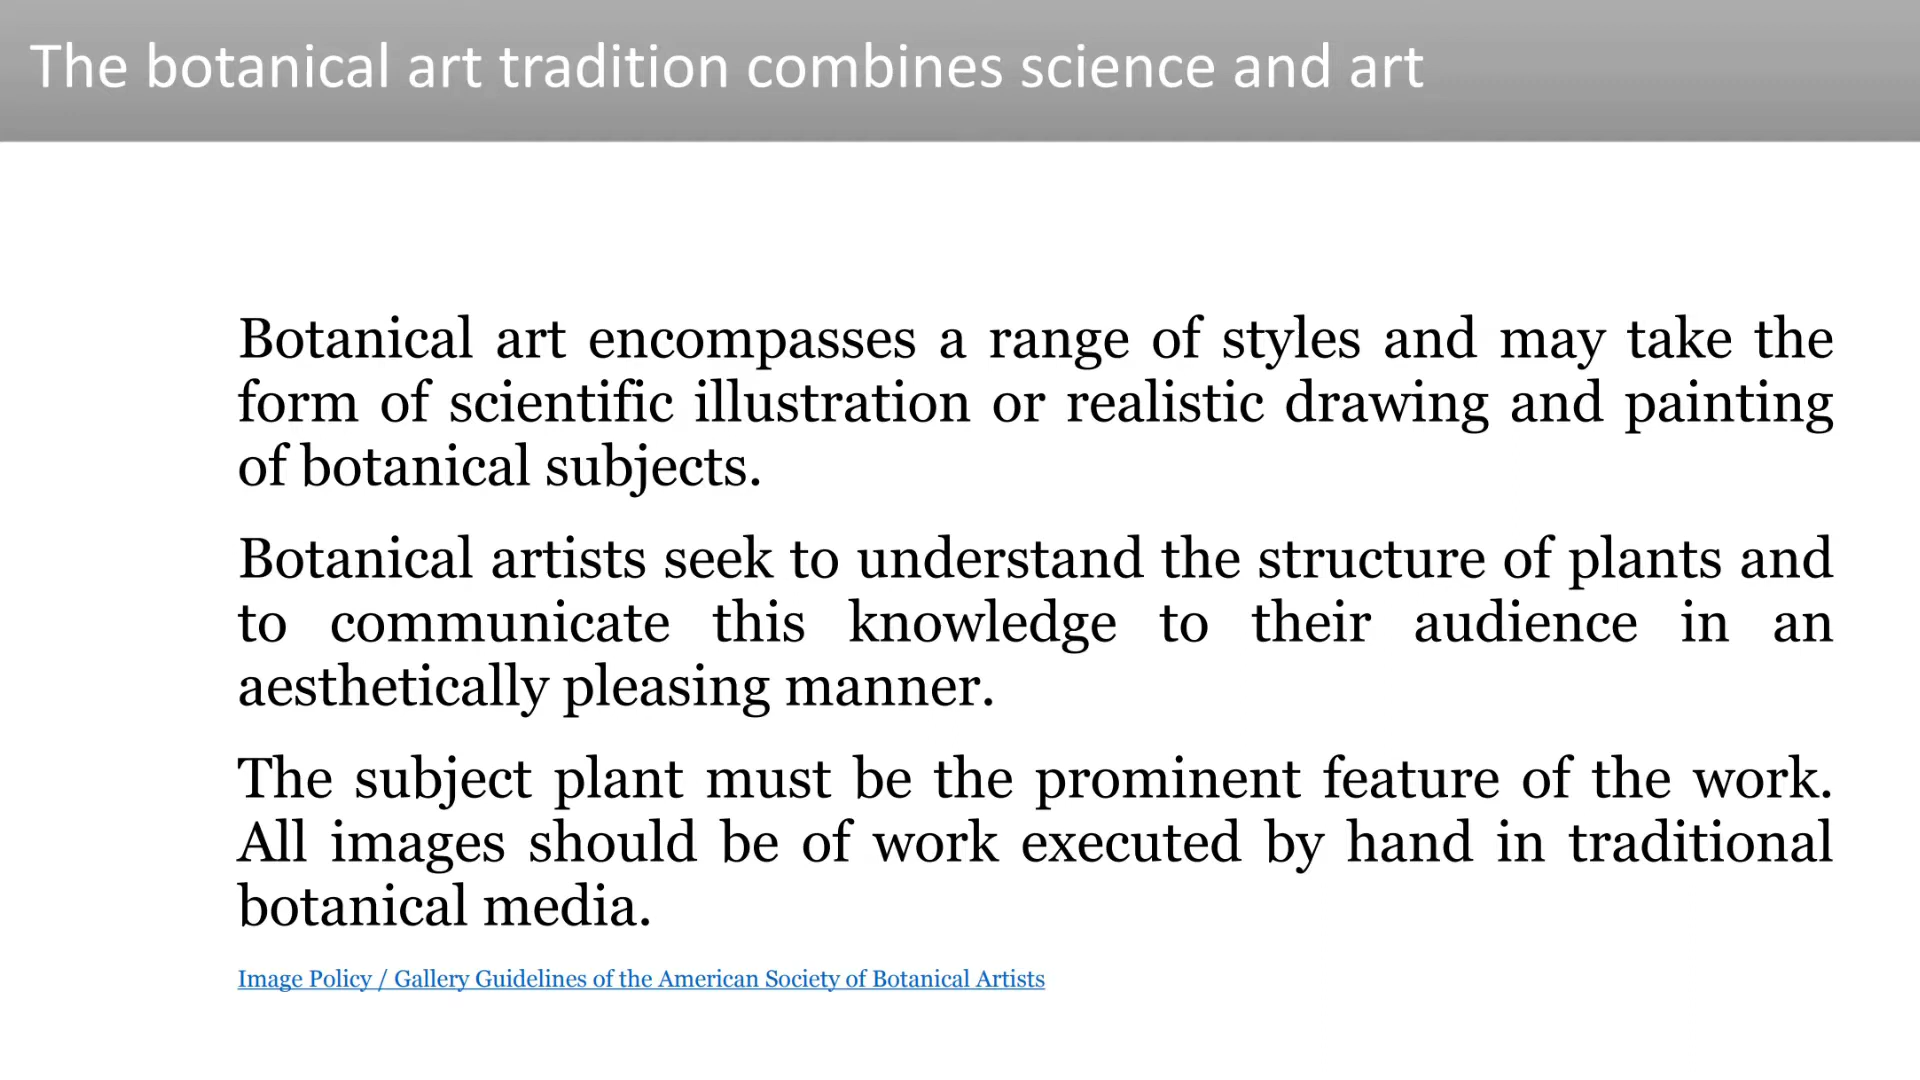 The botanical art tradition combines science and art
Botanical art encompasses a range of styles and may take the
form of scientific illustration or realistic drawing and painting
of botanical subjects.
Botanical artists seek to understand the structure of plants and
to communicate this knowledge to their audience in an
aesthetically pleasing manner.
The subject plant must be the prominent feature of the work.
All images should be of work executed by hand in traditional
botanical media.
Image Policy / Gallery Guidelines of the American Society of Botanical Artists